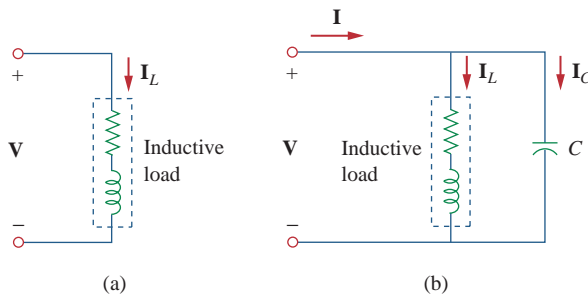 +
V
−
I_L
Inductive
load
(a)
I
+
V
−
I_L
Inductive
load
I_C
C
(b)